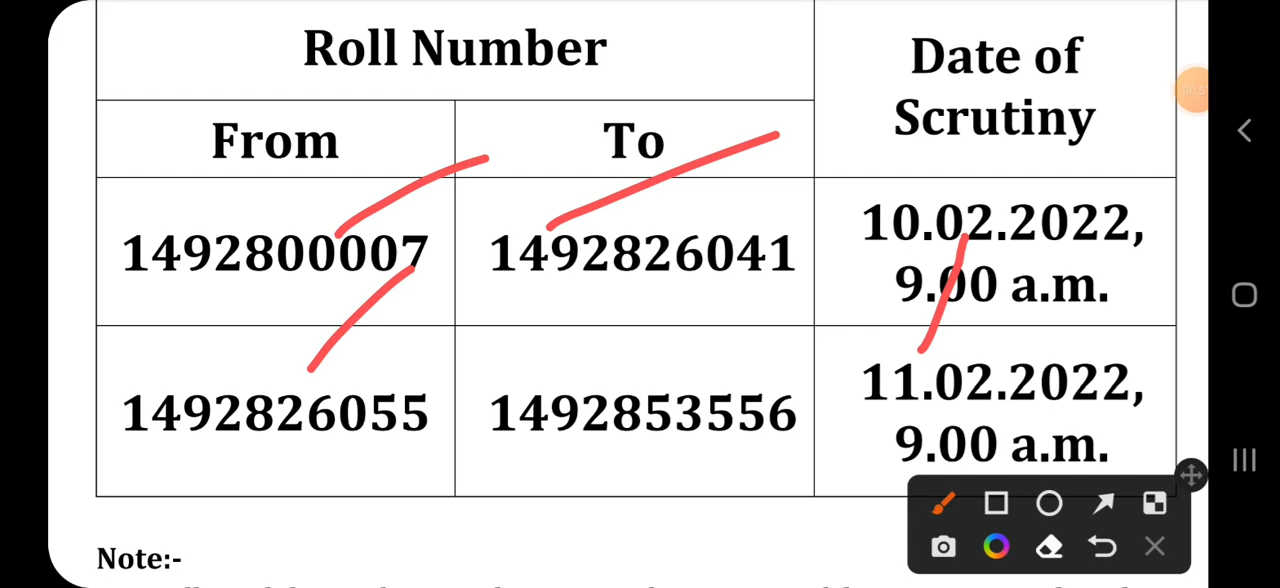 Roll Number
Date of
Scrutiny
From
To
1492800007
1492826041
10.02.2022,
9.00 a.m.
1492826055
1492853556
11.02.2022,
9.00 a.m.
Note:-